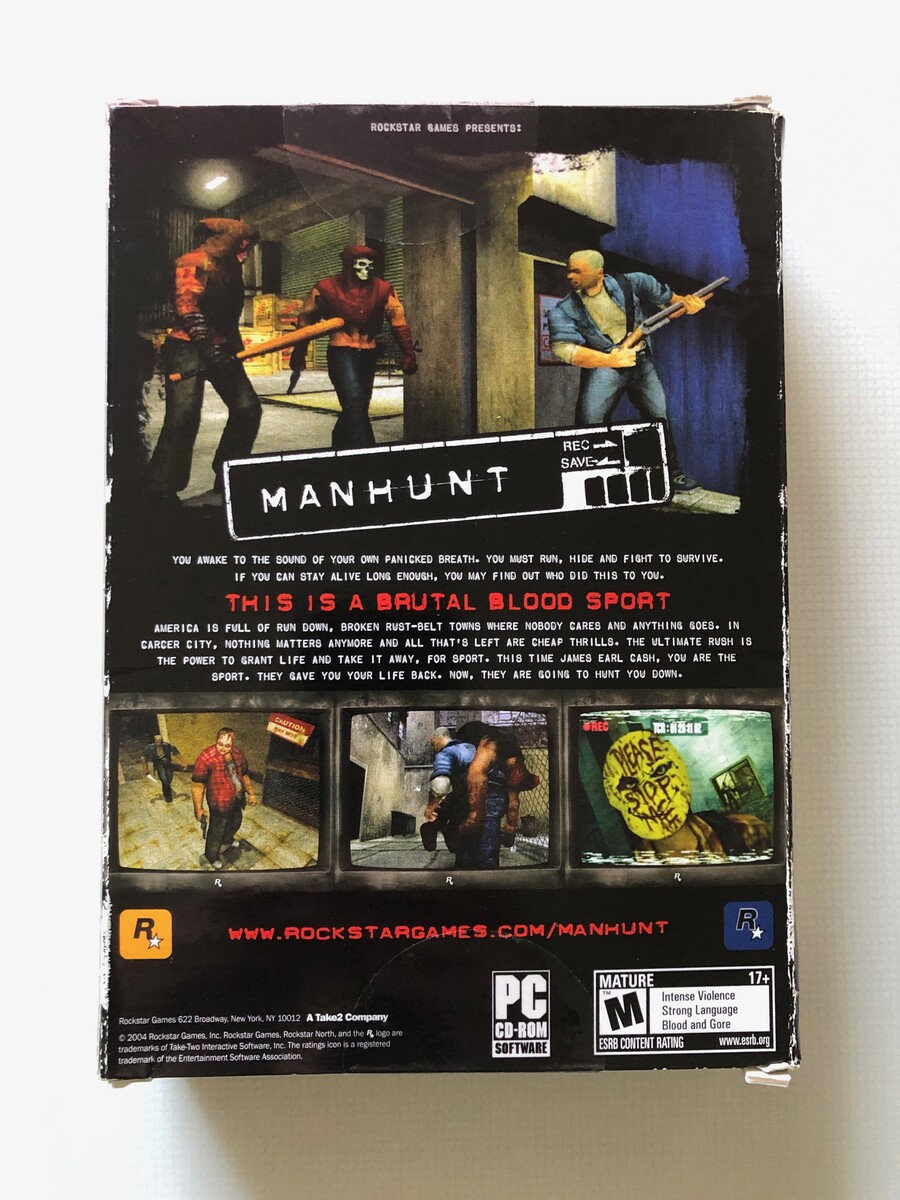 ROCKSTAR GAMES PRESENTS:
REC
SAVE
MANHUNT
YOU AWAKE TO THE SOUND OF YOUR OWN PANICKED BREATH. YOU MUST RUN, HIDE AND FIGHT TO SURVIVE.
IF YOU CAN STAY ALIVE LONG ENOUGH, YOU MAY FIND OUT WHO DID THIS TO YOU.
THIS IS A BRUTAL BLOOD SPORT
AMERICA IS FULL OF RUN DOWN, BROKEN RUST-BELT TOWNS WHERE NOBODY CARES AND ANYTHING GOES. IN
CARCER CITY, NOTHING MATTERS ANYMORE AND ALL THAT'S LEFT ARE CHEAP THRILLS. THE ULTIMATE RUSH IS
THE POWER TO GRANT LIFE AND TAKE IT AWAY, FOR SPORT. THIS TIME JAMES EARL CASH, YOU ARE THE
SPORT. THEY GAVE YOU YOUR LIFE BACK. NOW, THEY ARE GOING TO HUNT YOU DOWN.
CAUTION
REC
PLEASE
STOP
ME
R
R
R
R
WWW.ROCKSTARGAMES.COM/MANHUNT
R
Rockstar Games 622 Broadway, New York, NY 10012 A Take2 Company
© 2004 Rockstar Games, Inc. Rockstar Games, Rockstar North, and the R logo are
trademarks of Take-Two Interactive Software, Inc. The ratings icon is a registered
trademark of the Entertainment Software Association.
PC
CD-ROM
SOFTWARE
MATURE 17+
M
Intense Violence
Strong Language
Blood and Gore
ESRB CONTENT RATING www.esrb.org